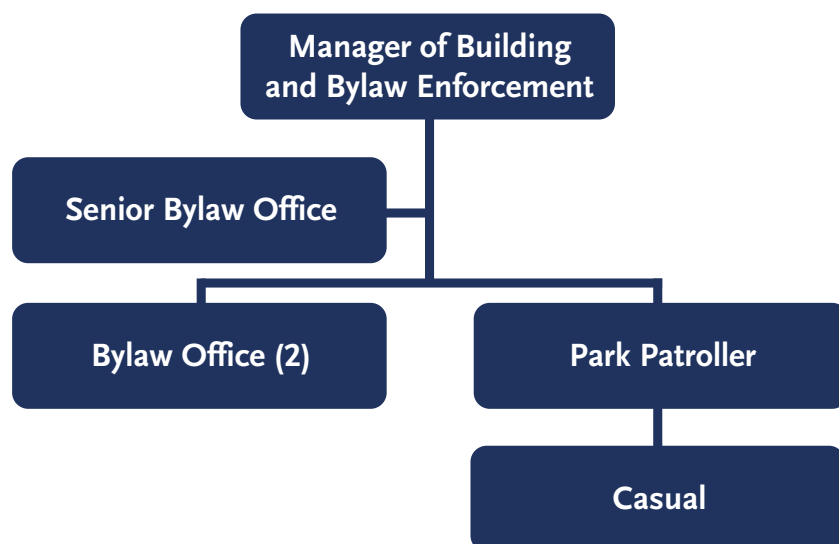 Manager of Building
and Bylaw Enforcement
Senior Bylaw Office
Bylaw Office (2)
Park Patroller
Casual